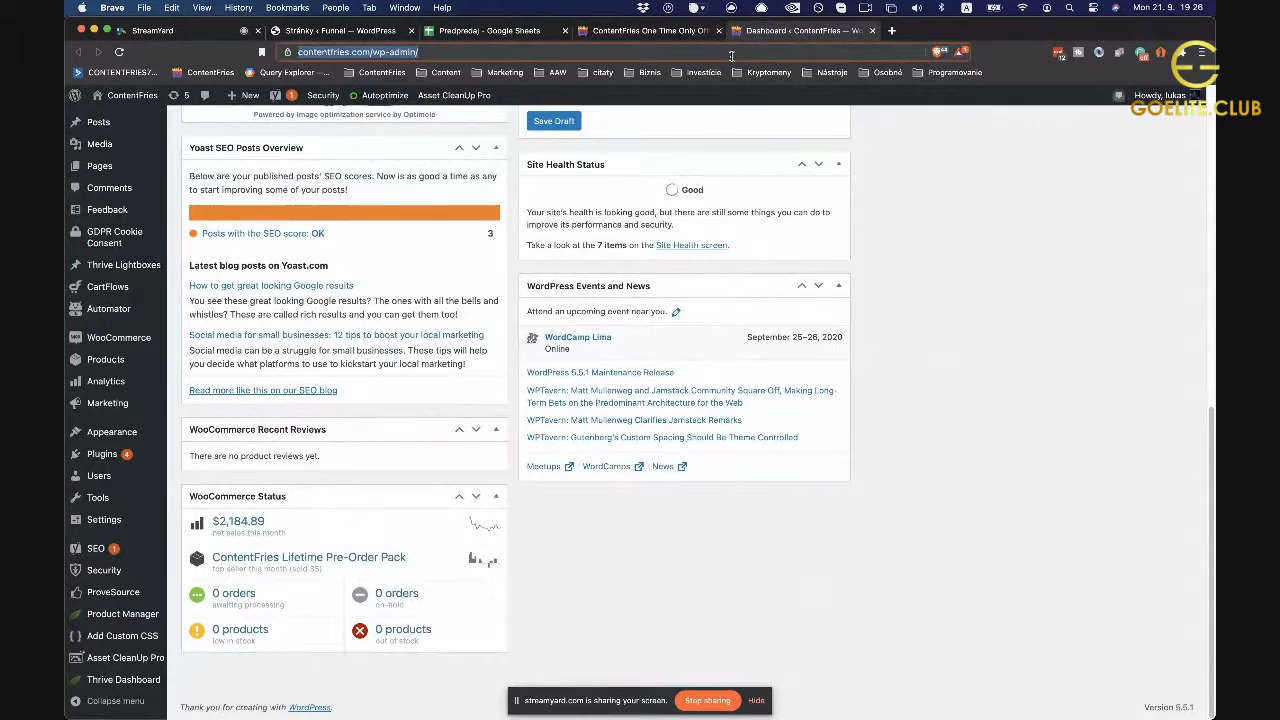 Bookmarks People Tab Window Help
A 21. 9. 19 26
StreamYard
Stránky ‹ Funnel — WordPress
Predpredaj - Google Sheets
ContentFries One Time Only Off
Dashboard ‹ ContentFries — Wo
contentfries.com/wp-admin/
CONTENTFRIES7...
ContentFries
Query Explorer –...
ContentFries
Content
Marketing
AAW
citaty
Biznis
Investície
Kryptomeny
Nástroje
Osobné
Programovanie
GOELITE.CLUB
ContentFries
5
New
1
Security
Autoptimize
Asset CleanUp Pro
Howdy, lukas
Posts
Media
Pages
Comments
Feedback
GDPR Cookie
Consent
Thrive Lightboxes
CartFlows
Automator
WooCommerce
Products
Analytics
Marketing
Appearance
Plugins 4
Users
Tools
Settings
SEO 1
Security
ProveSource
Product Manager
Add Custom CSS
Asset CleanUp Pro
Thrive Dashboard
Collapse menu
Powered by Image optimization service by Optimole
Yoast SEO Posts Overview
Below are your published posts' SEO scores. Now is as good a time as any
to start improving some of your posts!
Posts with the SEO score: OK 3
Latest blog posts on Yoast.com
How to get great looking Google results
You see these great looking Google results? The ones with all the bells and
whistles? These are called rich results and you can get them too!
Social media for small businesses: 12 tips to boost your local marketing
Social media can be a struggle for small businesses. These tips will help
you decide what platforms to use to kickstart your local marketing!
Read more like this on our SEO blog
WooCommerce Recent Reviews
There are no product reviews yet.
WooCommerce Status
$2,184.89
net sales this month
ContentFries Lifetime Pre-Order Pack
top seller this month (sold 35)
0 orders
awaiting processing
0 orders
on-hold
0 products
low in stock
0 products
out of stock
Save Draft
Site Health Status
Good
Your site's health is looking good, but there are still some things you can do to
improve its performance and security.
Take a look at the 7 items on the Site Health screen.
WordPress Events and News
Attend an upcoming event near you.
WordCamp Lima September 25–26, 2020
Online
WordPress 5.5.1 Maintenance Release
WPTavern: Matt Mullenweg and Jamstack Community Square Off, Making Long-
Term Bets on the Predominant Architecture for the Web
WPTavern: Matt Mullenweg Clarifies Jamstack Remarks
WPTavern: Gutenberg's Custom Spacing Should Be Theme Controlled
Meetups | WordCamps | News
streamyard.com is sharing your screen.
Stop sharing
Hide
Thank you for creating with WordPress.
Version 5.5.1